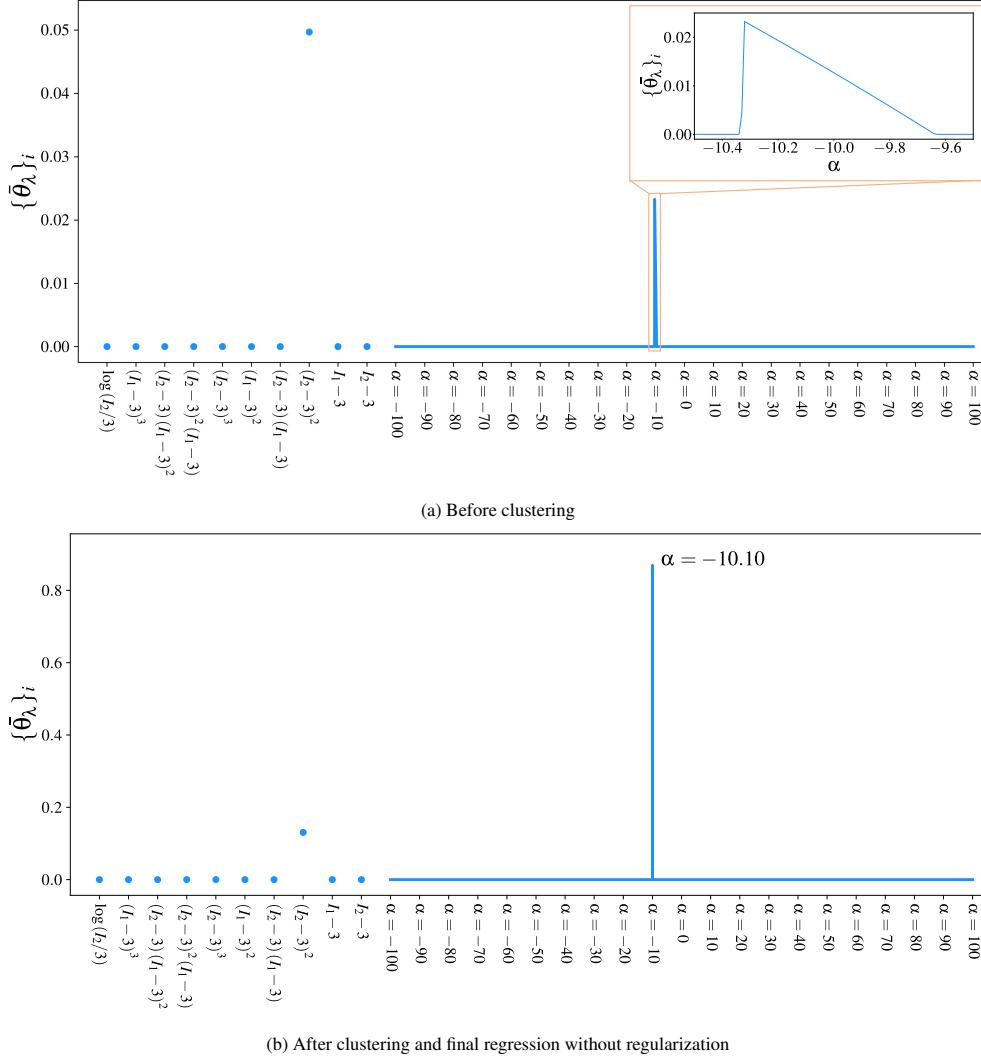 0.05
0.04
0.03
0.02
0.01
0.00
{θ̄_λ}_i
0.02
0.01
0.00
{θ̄_λ}_i
−10.4 −10.2 −10.0 −9.8 −9.6
α
log(I₂/3)
(I₁−3)³
(I₂−3)(I₁−3)²
(I₂−3)²(I₁−3)
(I₂−3)³
(I₁−3)²
(I₂−3)(I₁−3)
(I₂−3)²
I₁−3
I₂−3
α=−100
α=−90
α=−80
α=−70
α=−60
α=−50
α=−40
α=−30
α=−20
α=−10
α=0
α=10
α=20
α=30
α=40
α=50
α=60
α=70
α=80
α=90
α=100
(a) Before clustering
0.8
0.6
0.4
0.2
0.0
{θ̄_λ}_i
α = −10.10
log(I₂/3)
(I₁−3)³
(I₂−3)(I₁−3)²
(I₂−3)²(I₁−3)
(I₂−3)³
(I₁−3)²
(I₂−3)(I₁−3)
(I₂−3)²
I₁−3
I₂−3
α=−100
α=−90
α=−80
α=−70
α=−60
α=−50
α=−40
α=−30
α=−20
α=−10
α=0
α=10
α=20
α=30
α=40
α=50
α=60
α=70
α=80
α=90
α=100
(b) After clustering and final regression without regularization